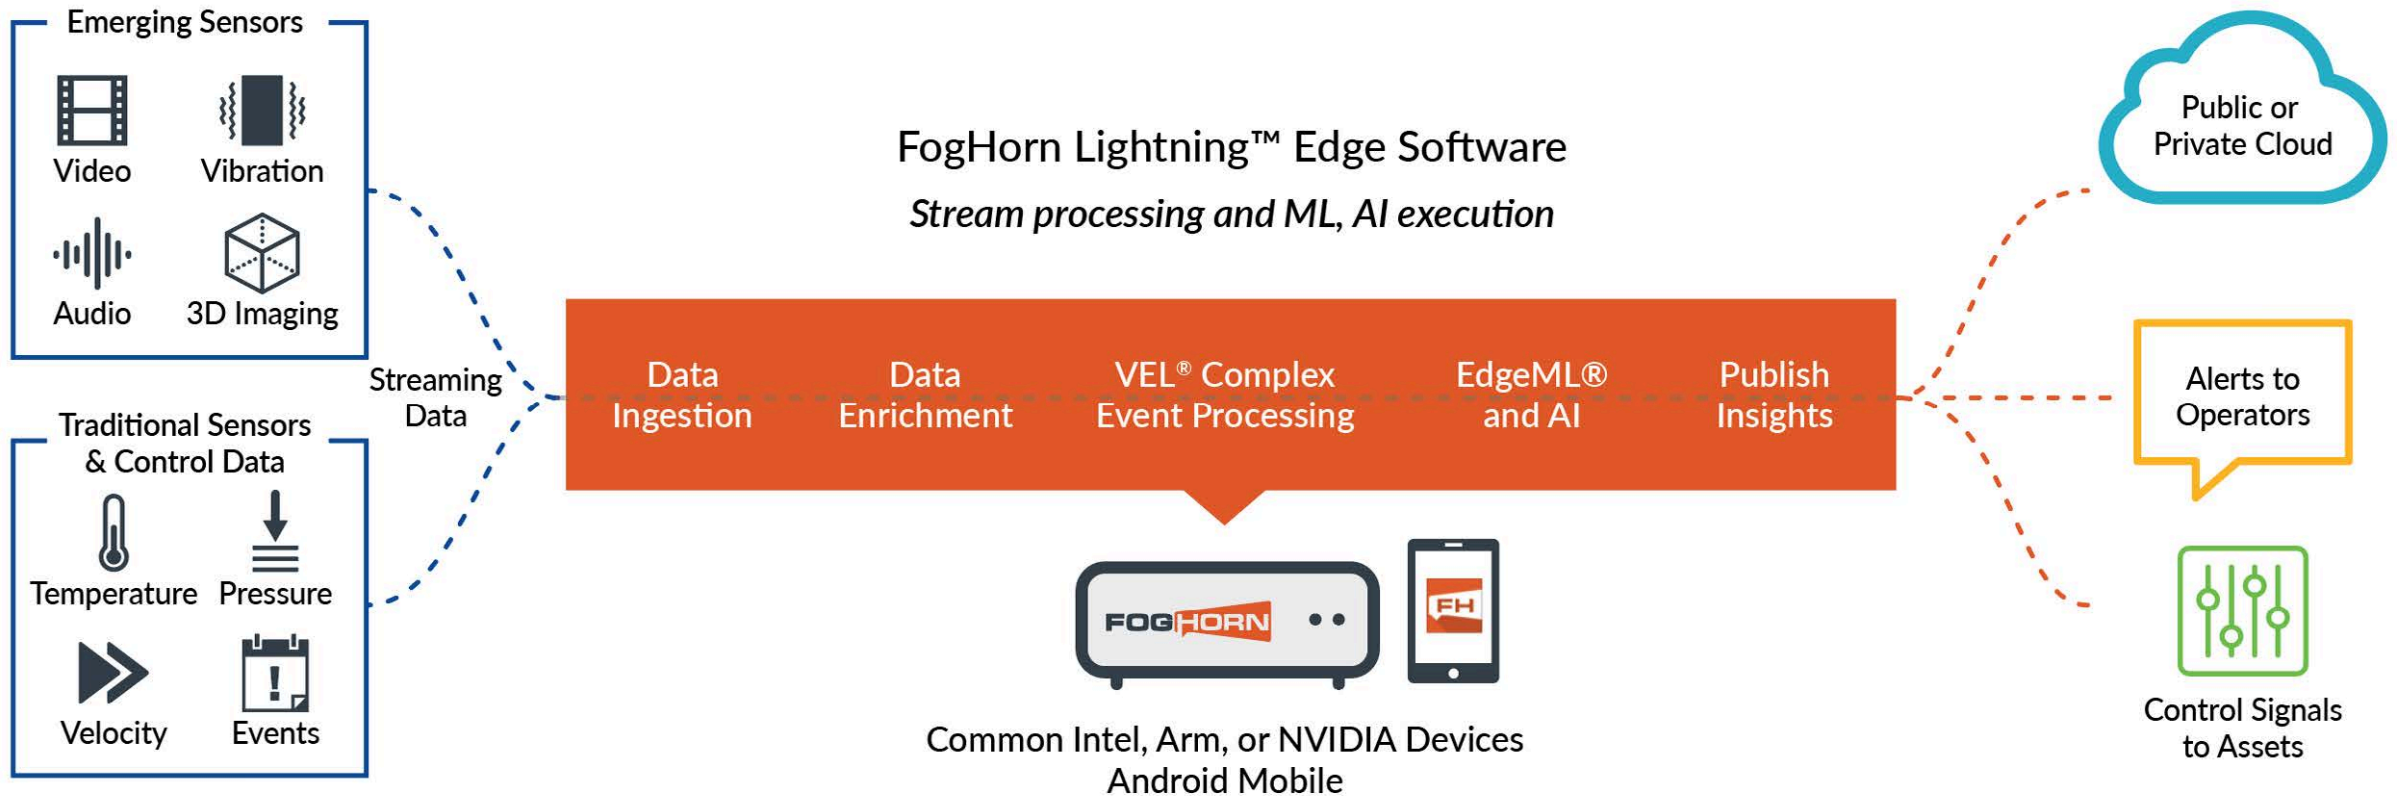 Emerging Sensors
Video
Vibration
Audio
3D Imaging
Traditional Sensors
& Control Data
Temperature
Pressure
Velocity
Events
Streaming
Data
FogHorn Lightning™ Edge Software
Stream processing and ML, AI execution
Data
Ingestion
Data
Enrichment
VEL® Complex
Event Processing
EdgeML®
and AI
Publish
Insights
FOGHORN
FH
Common Intel, Arm, or NVIDIA Devices
Android Mobile
Public or
Private Cloud
Alerts to
Operators
Control Signals
to Assets